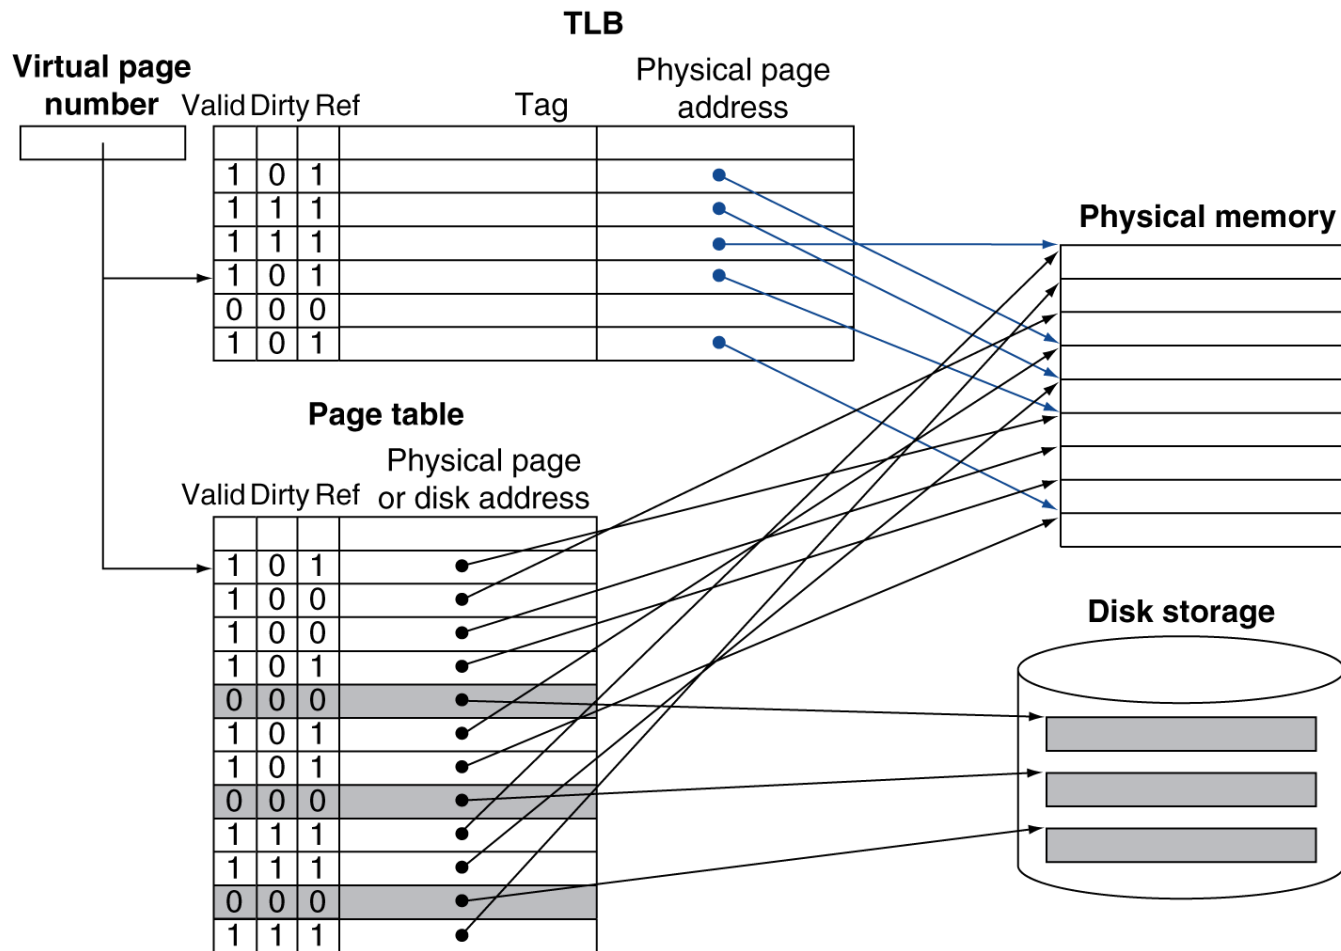 TLB
Virtual page
number
Physical page
address
Valid Dirty Ref
Tag
1 0 1
1 1 1
1 1 1
1 0 1
0 0 0
1 0 1
Physical memory
Page table
Physical page
or disk address
Valid Dirty Ref
1 0 1
1 0 0
1 0 0
1 0 1
0 0 0
1 0 1
1 0 1
0 0 0
1 1 1
1 1 1
0 0 0
1 1 1
Disk storage